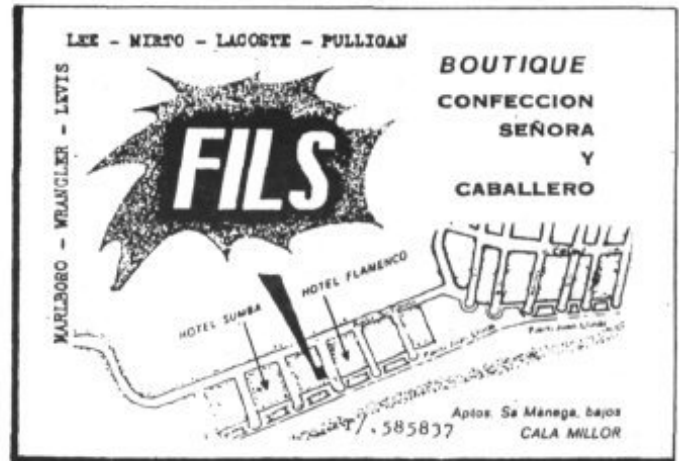 LEE - MIRTO - LACOSTE - PULLIGAN
MARLBORO - WRANGLER - LEVIS
FILS
BOUTIQUE
CONFECCION
SEÑORA
Y
CABALLERO
HOTEL SUMBA
HOTEL FLAMENCO
T/.585837
Aptos. Sa Mànega, bajos
CALA MILLOR